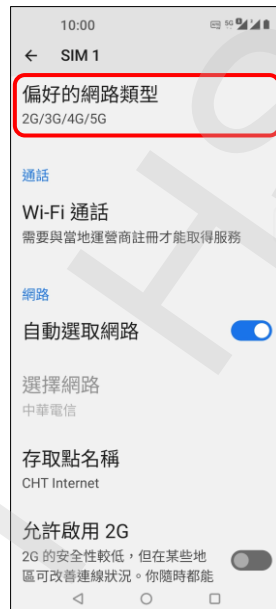 10:00
SIM 1
偏好的網路類型
2G/3G/4G/5G
通話
Wi-Fi 通話
需要與當地運營商註冊才能取得服務
網路
自動選取網路
選擇網路
中華電信
存取點名稱
CHT Internet
允許啟用 2G
2G 的安全性較低，但在某些地
區可改善連線狀況。你隨時都能